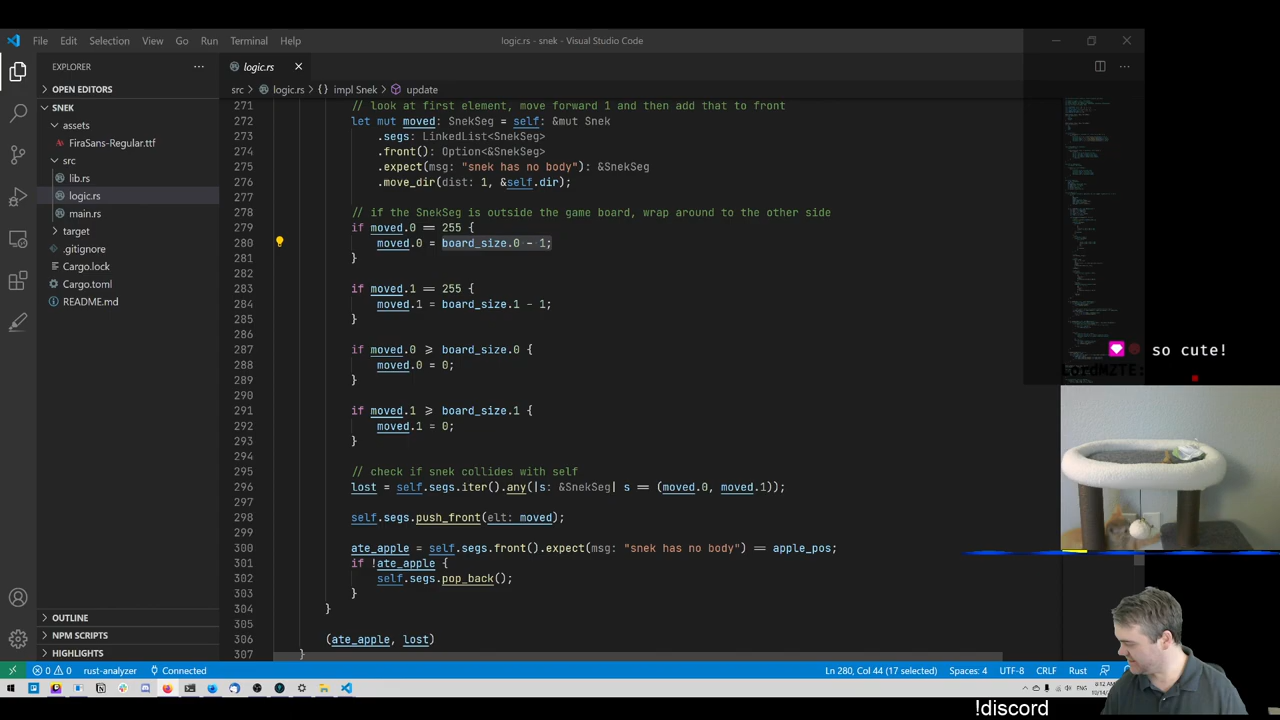 File Edit Selection View Go Run Terminal Help
logic.rs - snek - Visual Studio Code
EXPLORER
OPEN EDITORS
SNEK
assets
FiraSans-Regular.ttf
src
lib.rs
logic.rs
main.rs
target
.gitignore
Cargo.lock
Cargo.toml
README.md
OUTLINE
NPM SCRIPTS
HIGHLIGHTS
logic.rs
src > logic.rs > {} impl Snek > update
271 // look at first element, move forward 1 and then add that to front
272 let mut moved: SnekSeg = self: &mut Snek
273 .segs: LinkedList<SnekSeg>
274 .front(): Option<&SnekSeg>
275 .expect(msg: "snek has no body"): &SnekSeg
276 .move_dir(dist: 1, &self.dir);
277
278 // if the SnekSeg is outside the game board, wrap around to the other side
279 if moved.0 == 255
280 moved.0 = board_size.0 - 1;
281 }
282
283 if moved.1 == 255 {
284 moved.1 = board_size.1 - 1;
285 }
286
287 if moved.0 >= board_size.0 {
288 moved.0 = 0;
289 }
290
291 if moved.1 >= board_size.1 {
292 moved.1 = 0;
293 }
294
295 // check if snek collides with self
296 lost = self.segs.iter().any(|s: &SnekSeg| s == (moved.0, moved.1));
297
298 self.segs.push_front(elt: moved);
299
300 ate_apple = self.segs.front().expect(msg: "snek has no body") == apple_pos;
301 if !ate_apple {
302 self.segs.pop_back();
303 }
304 }
305
306 (ate_apple, lost)
307 }
so cute!
LordMZTE:
0 0 rust-analyzer Connected
Ln 280, Col 44 (17 selected) Spaces: 4 UTF-8 CRLF Rust
ENG
!discord